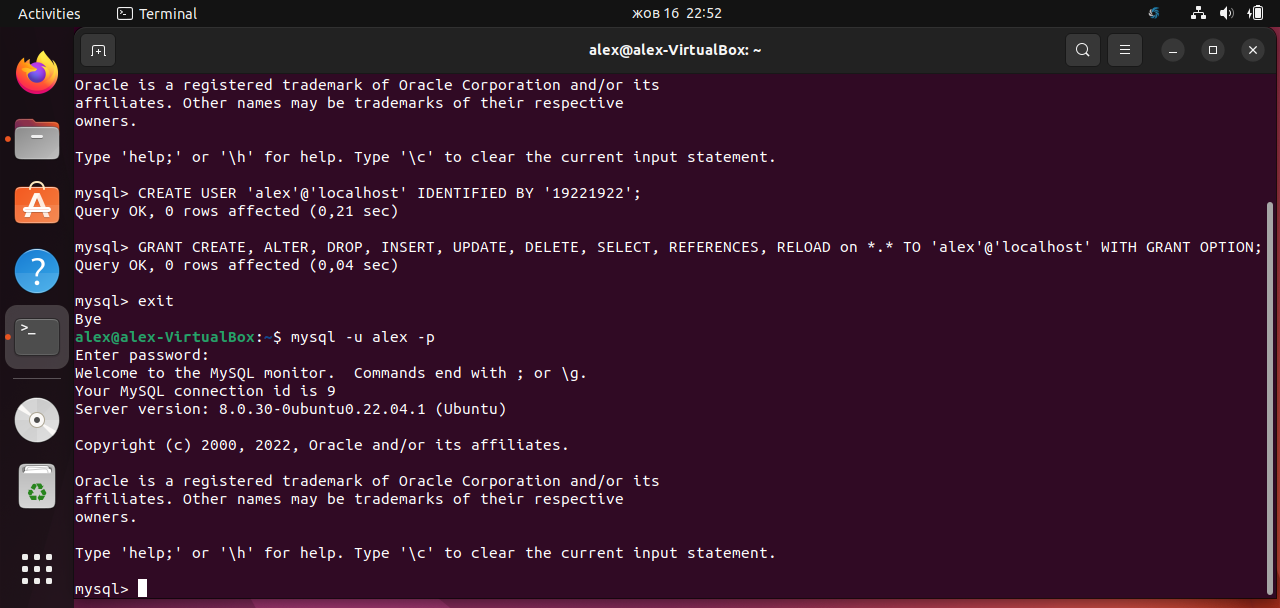 Activities
Terminal
жов 16 22:52
alex@alex-VirtualBox: ~
Oracle is a registered trademark of Oracle Corporation and/or its
affiliates. Other names may be trademarks of their respective
owners.
Type 'help;' or '\h' for help. Type '\c' to clear the current input statement.
mysql> CREATE USER 'alex'@'localhost' IDENTIFIED BY '19221922';
Query OK, 0 rows affected (0,21 sec)
mysql> GRANT CREATE, ALTER, DROP, INSERT, UPDATE, DELETE, SELECT, REFERENCES, RELOAD on *.* TO 'alex'@'localhost' WITH GRANT OPTION;
Query OK, 0 rows affected (0,04 sec)
mysql> exit
Bye
alex@alex-VirtualBox:~$ mysql -u alex -p
Enter password:
Welcome to the MySQL monitor.  Commands end with ; or \g.
Your MySQL connection id is 9
Server version: 8.0.30-0ubuntu0.22.04.1 (Ubuntu)
Copyright (c) 2000, 2022, Oracle and/or its affiliates.
Oracle is a registered trademark of Oracle Corporation and/or its
affiliates. Other names may be trademarks of their respective
owners.
Type 'help;' or '\h' for help. Type '\c' to clear the current input statement.
mysql>